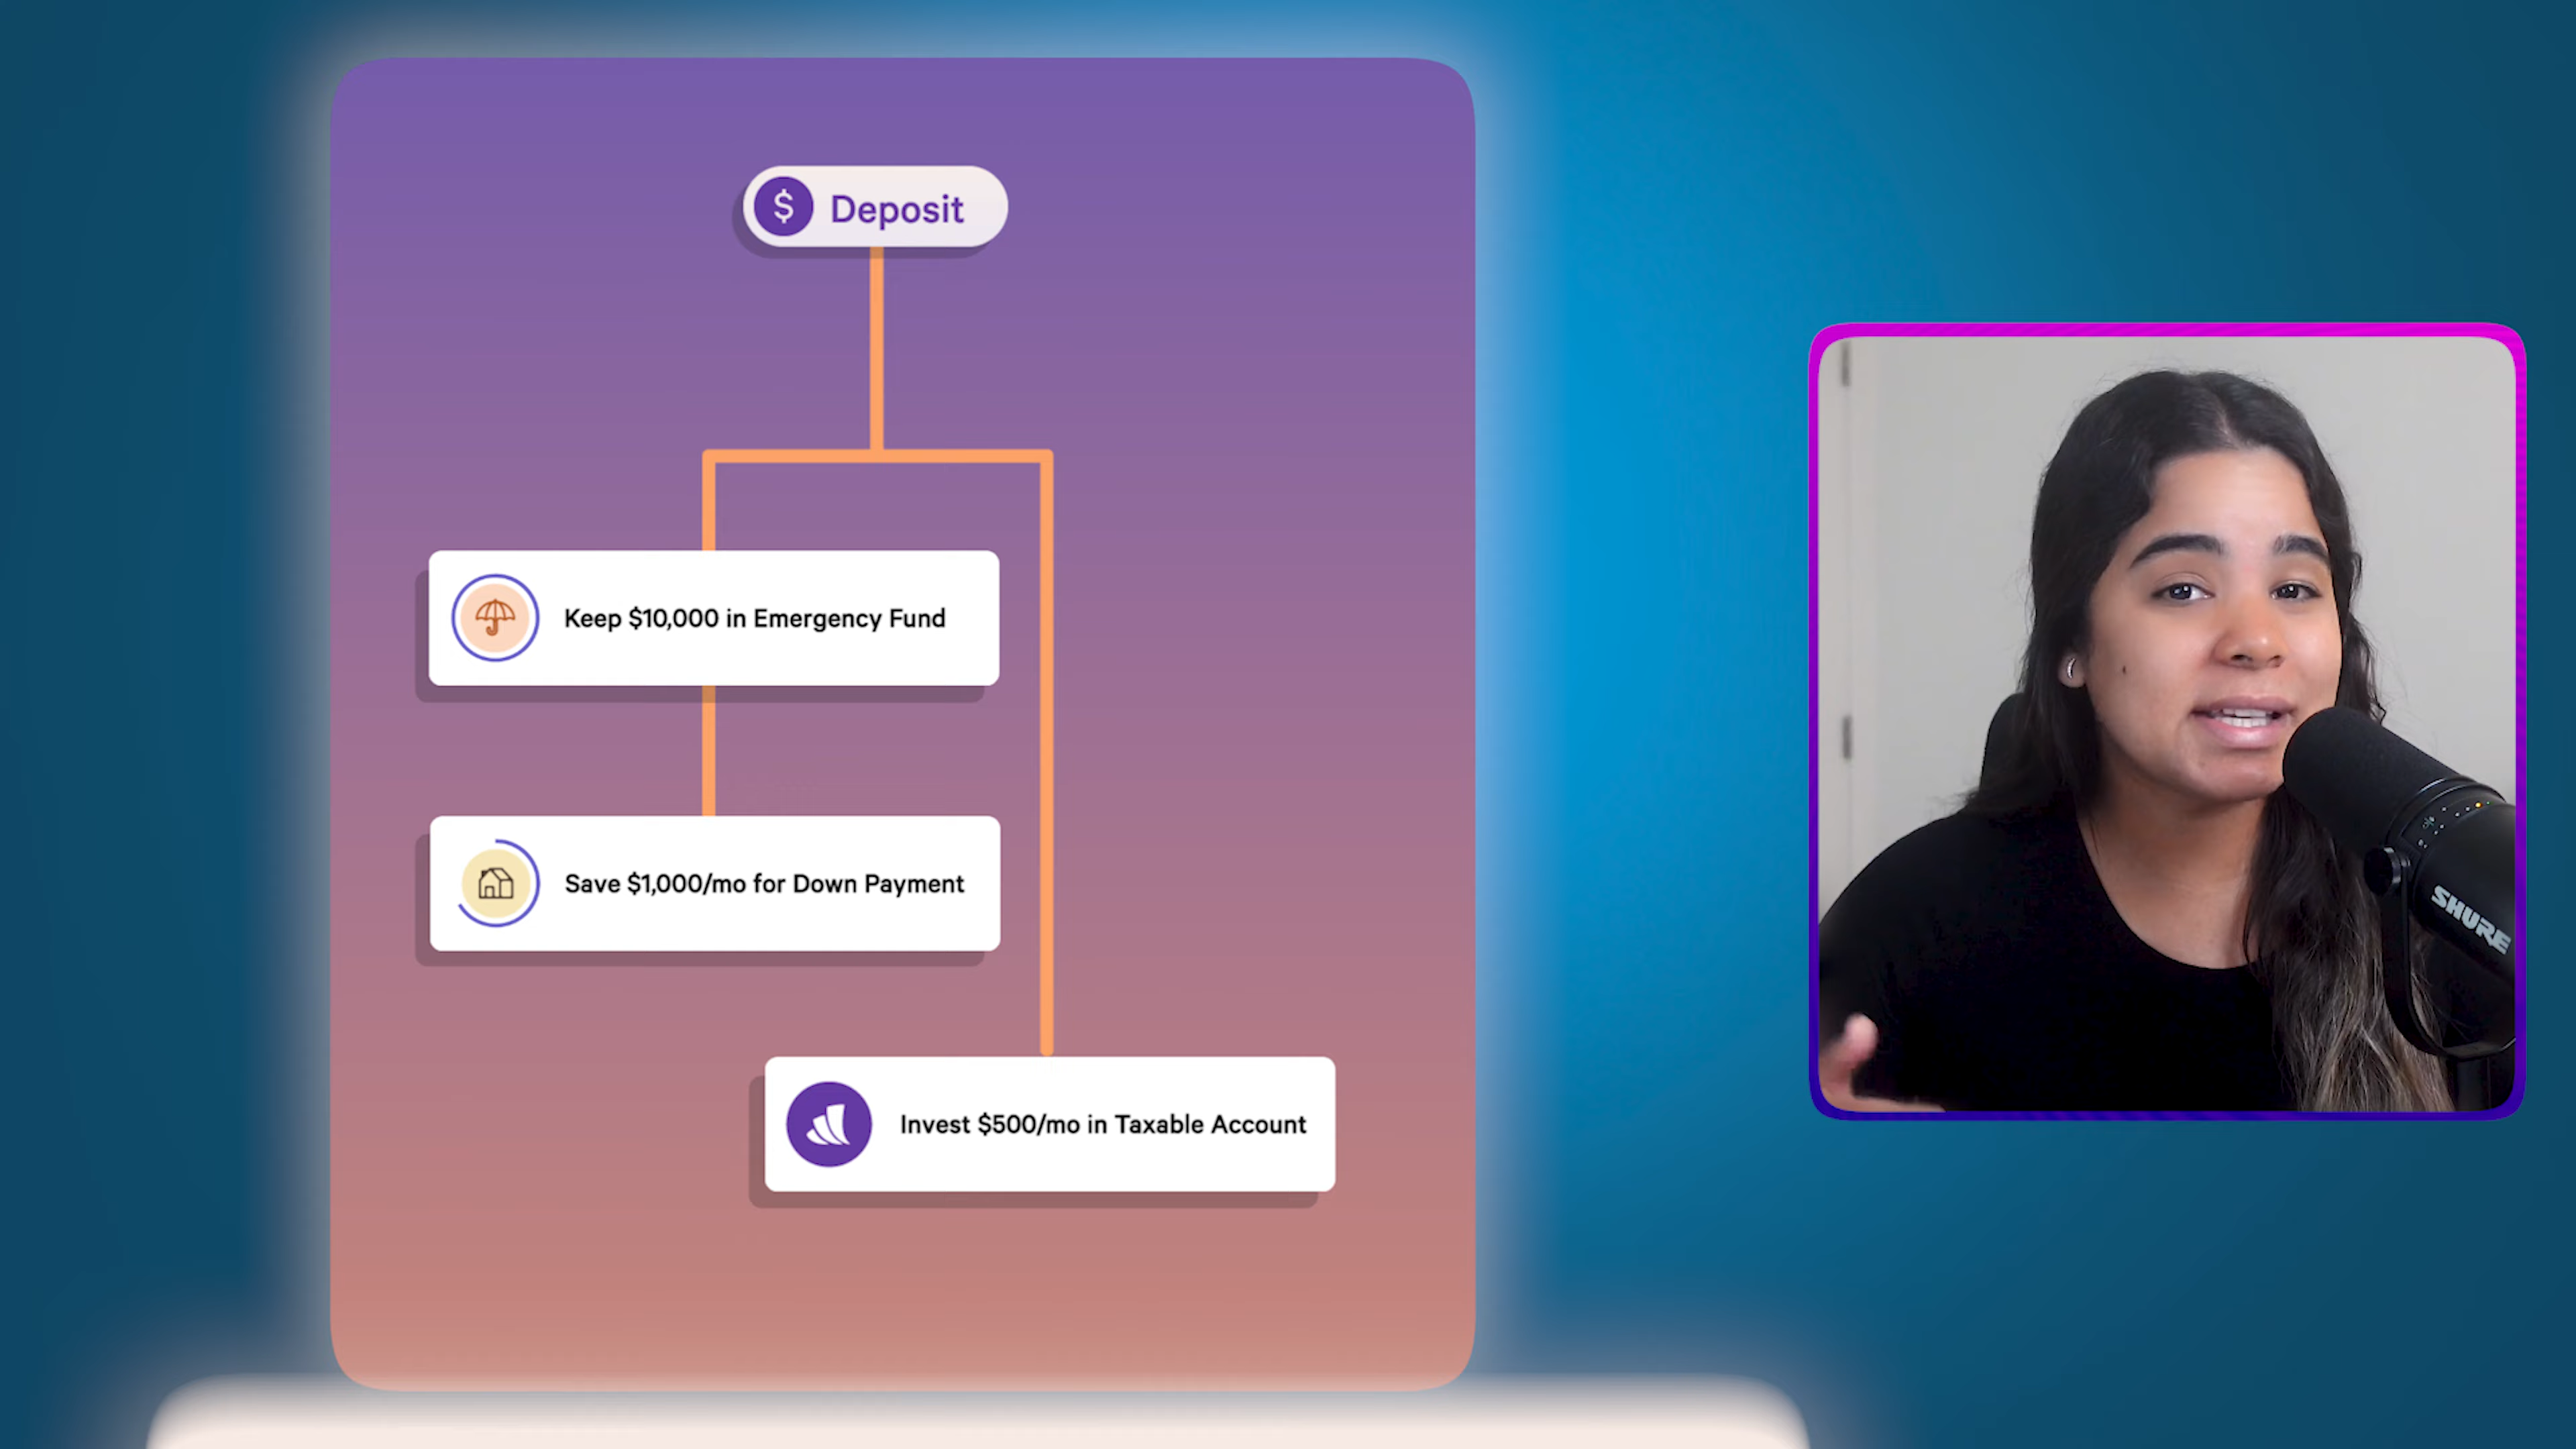 $ Deposit
Keep $10,000 in Emergency Fund
Save $1,000/mo for Down Payment
Invest $500/mo in Taxable Account
SHURE